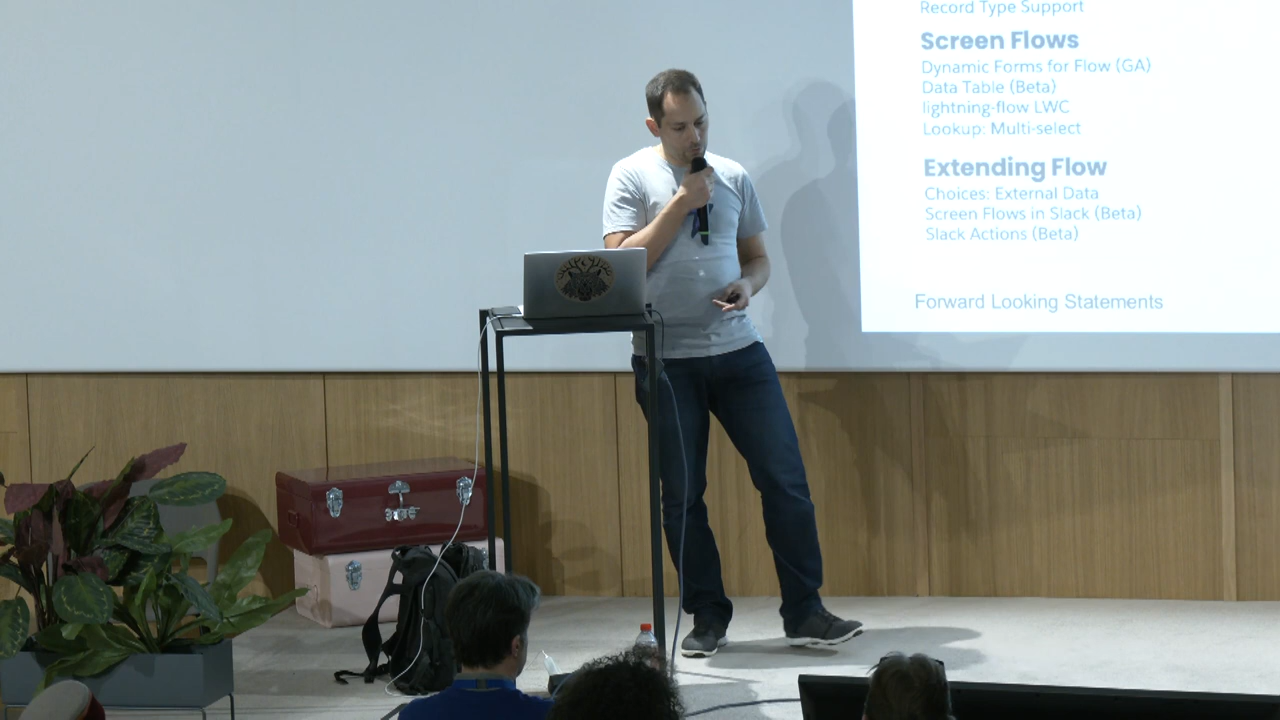 Record Type Support
Screen Flows
Dynamic Forms for Flow (GA)
Data Table (Beta)
lightning-flow LWC
Lookup: Multi-select
Extending Flow
Choices: External Data
Screen Flows in Slack (Beta)
Slack Actions (Beta)
Forward Looking Statements